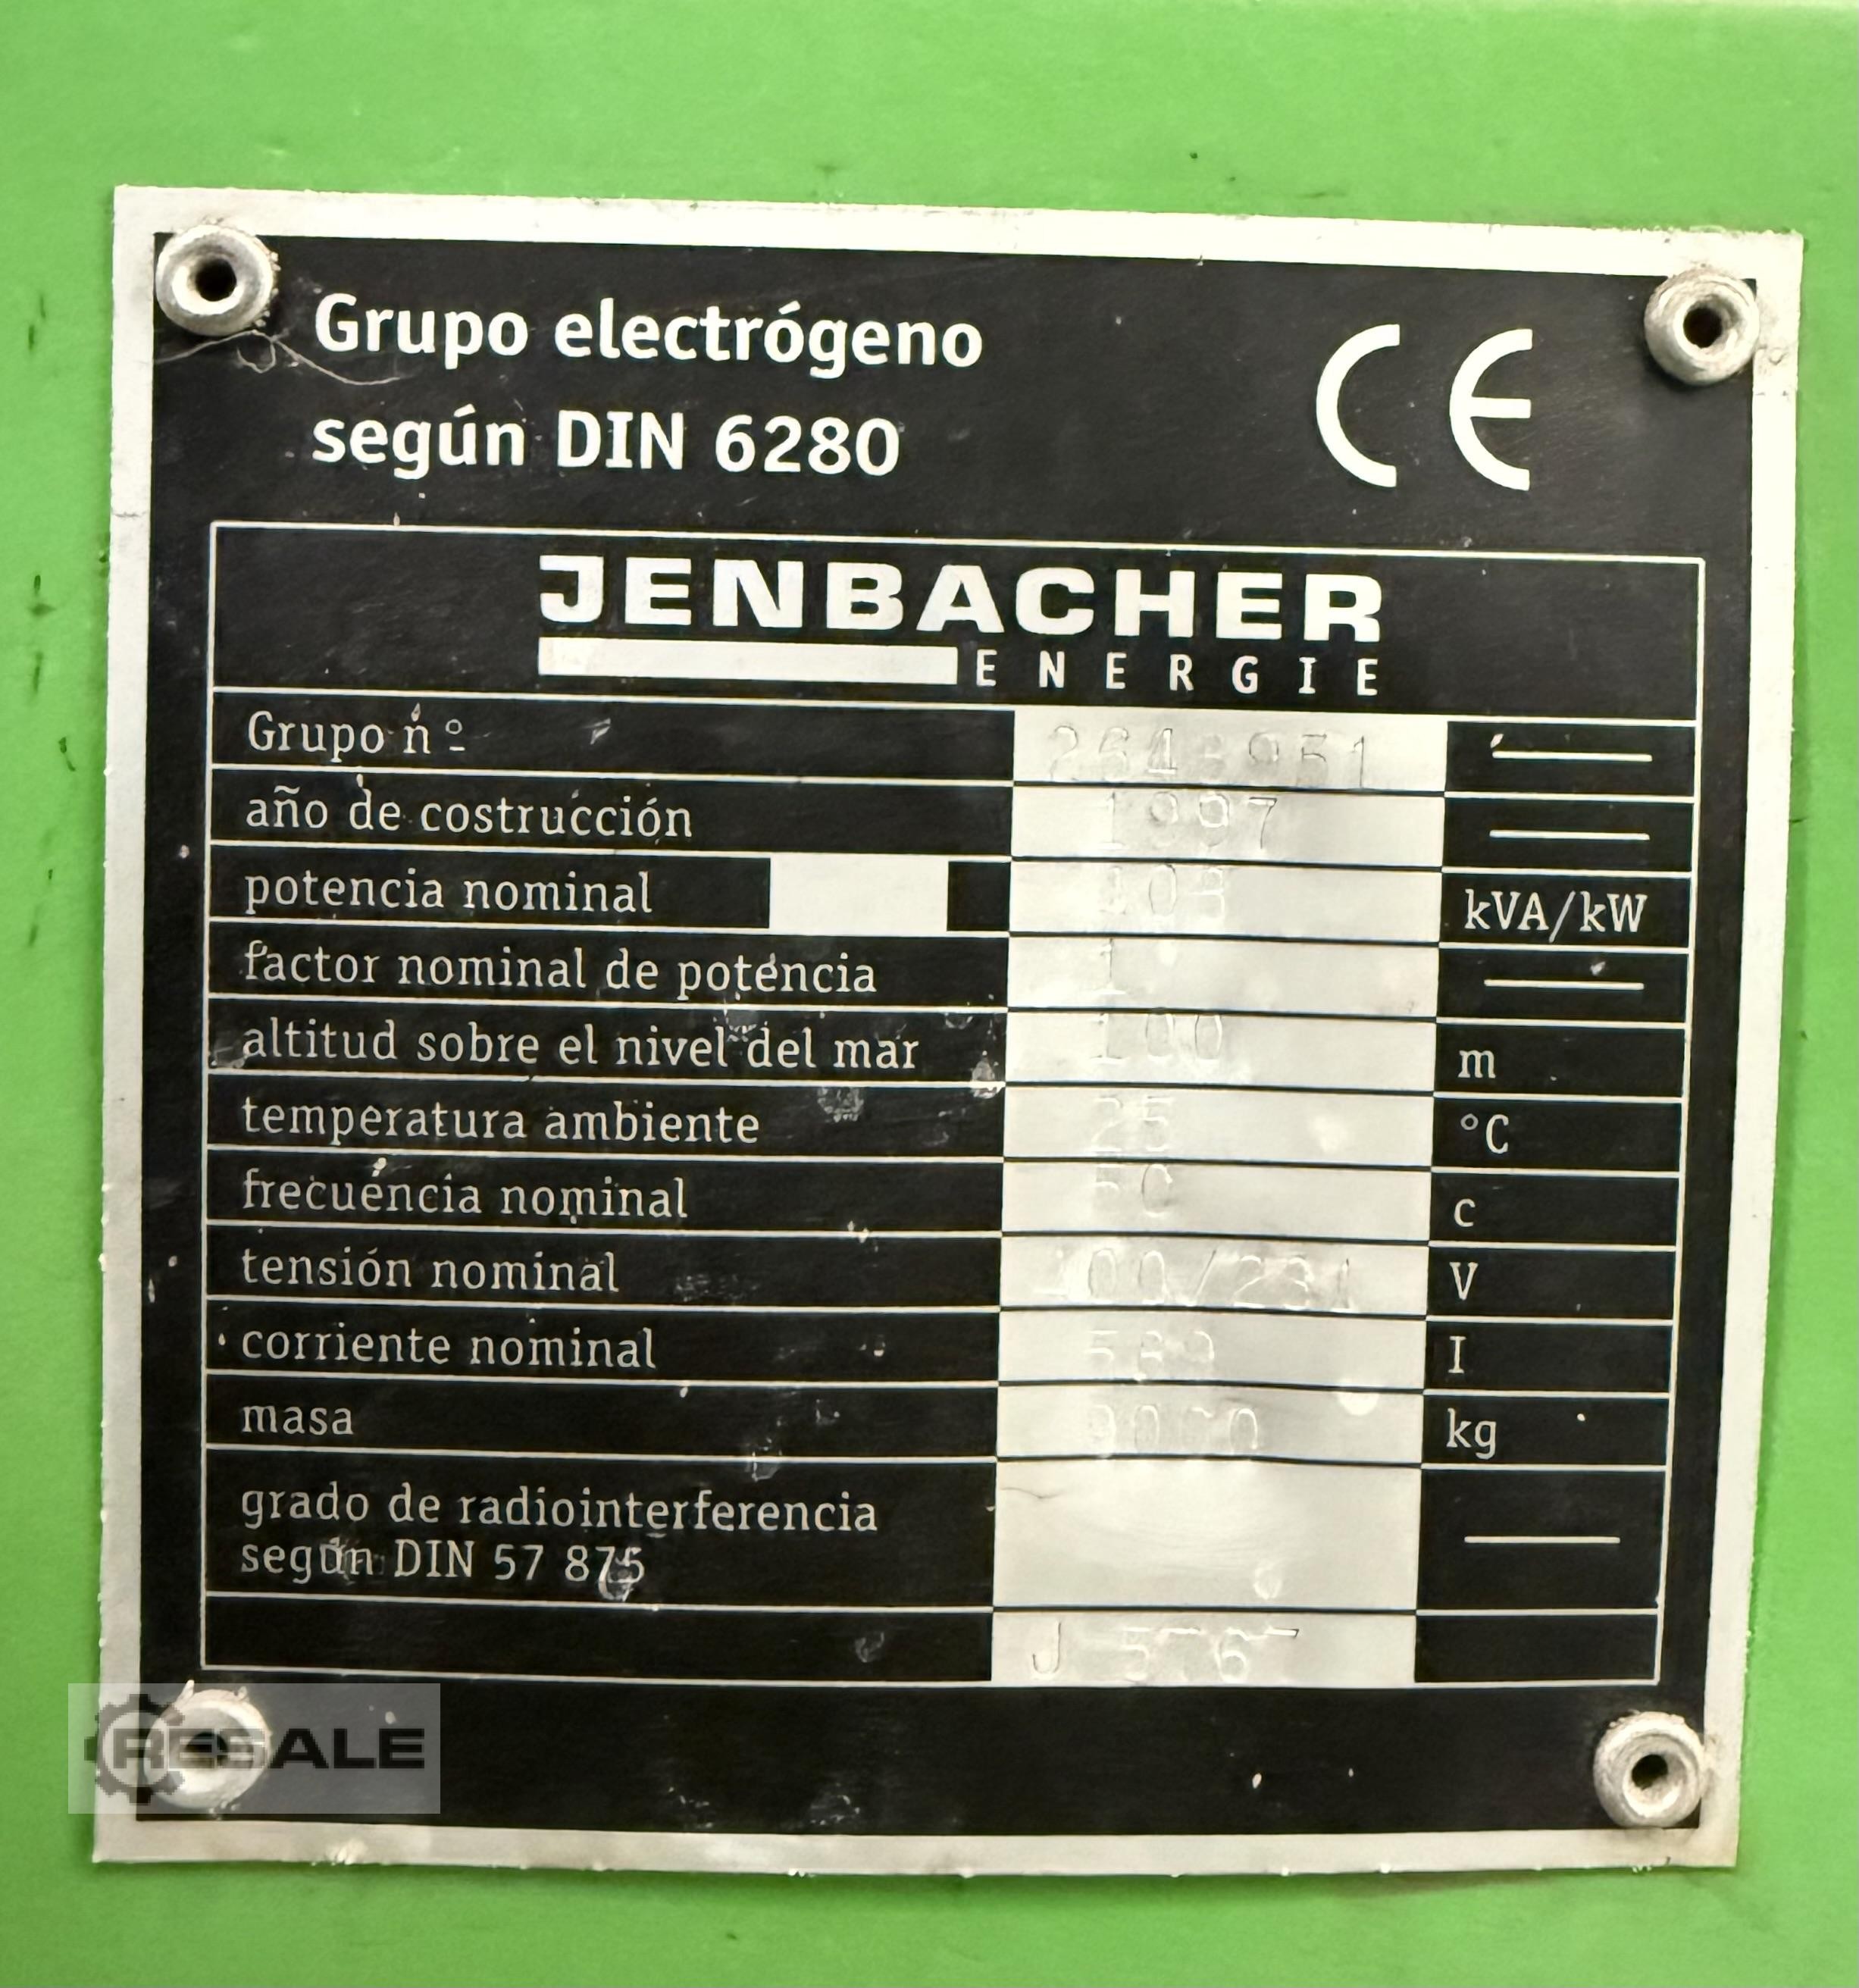 Grupo electrógeno
según DIN 6280
CE
JENBACHER
ENERGIE
Grupo nº
año de costrucción 1997
potencia nominal kVA/kW
factor nominal de potencia 1
altitud sobre el nivel del mar 100 m
temperatura ambiente 25 °C
frecuencia nominal c
tensión nominal V
corriente nominal I
masa kg
grado de radiointerferencia
según DIN 57 875
RESALE